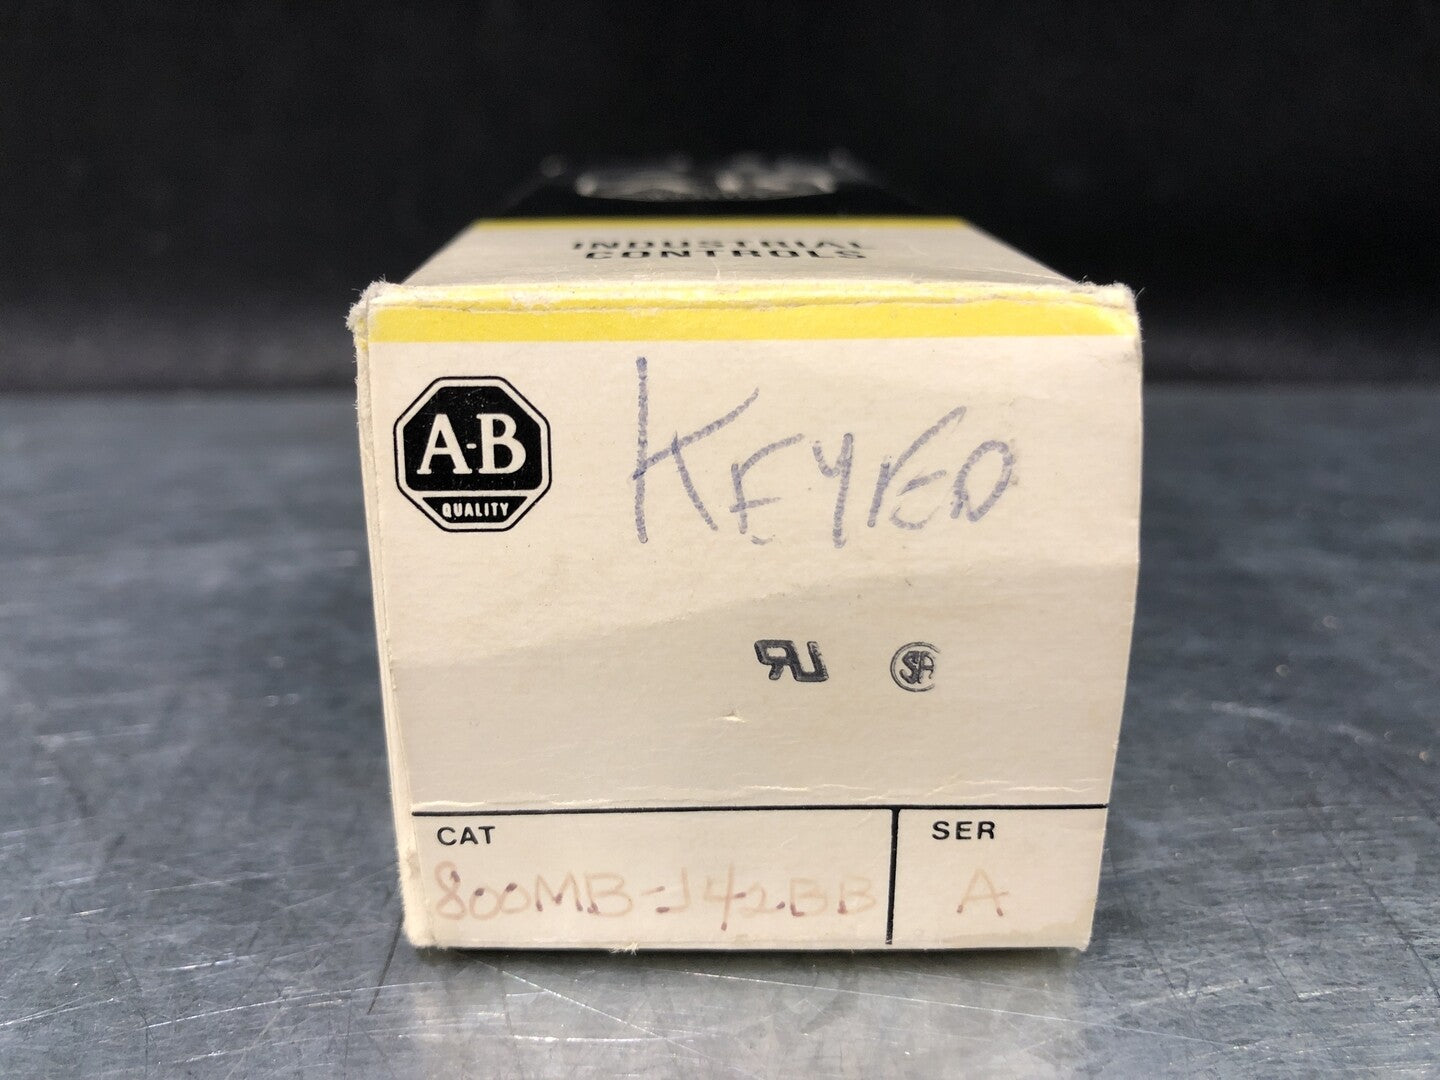 INDUSTRIAL
CONTROLS
A-B
QUALITY
KEYED
CAT
SER
800MB-J42BB
A